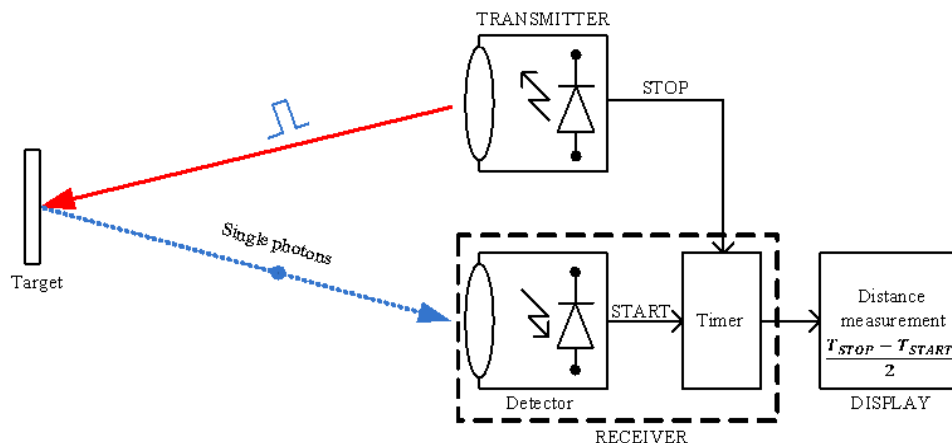 TRANSMITTER
STOP
Single photons
Target
START
Timer
Distance
measurement
T_STOP − T_START
2
Detector
DISPLAY
RECEIVER